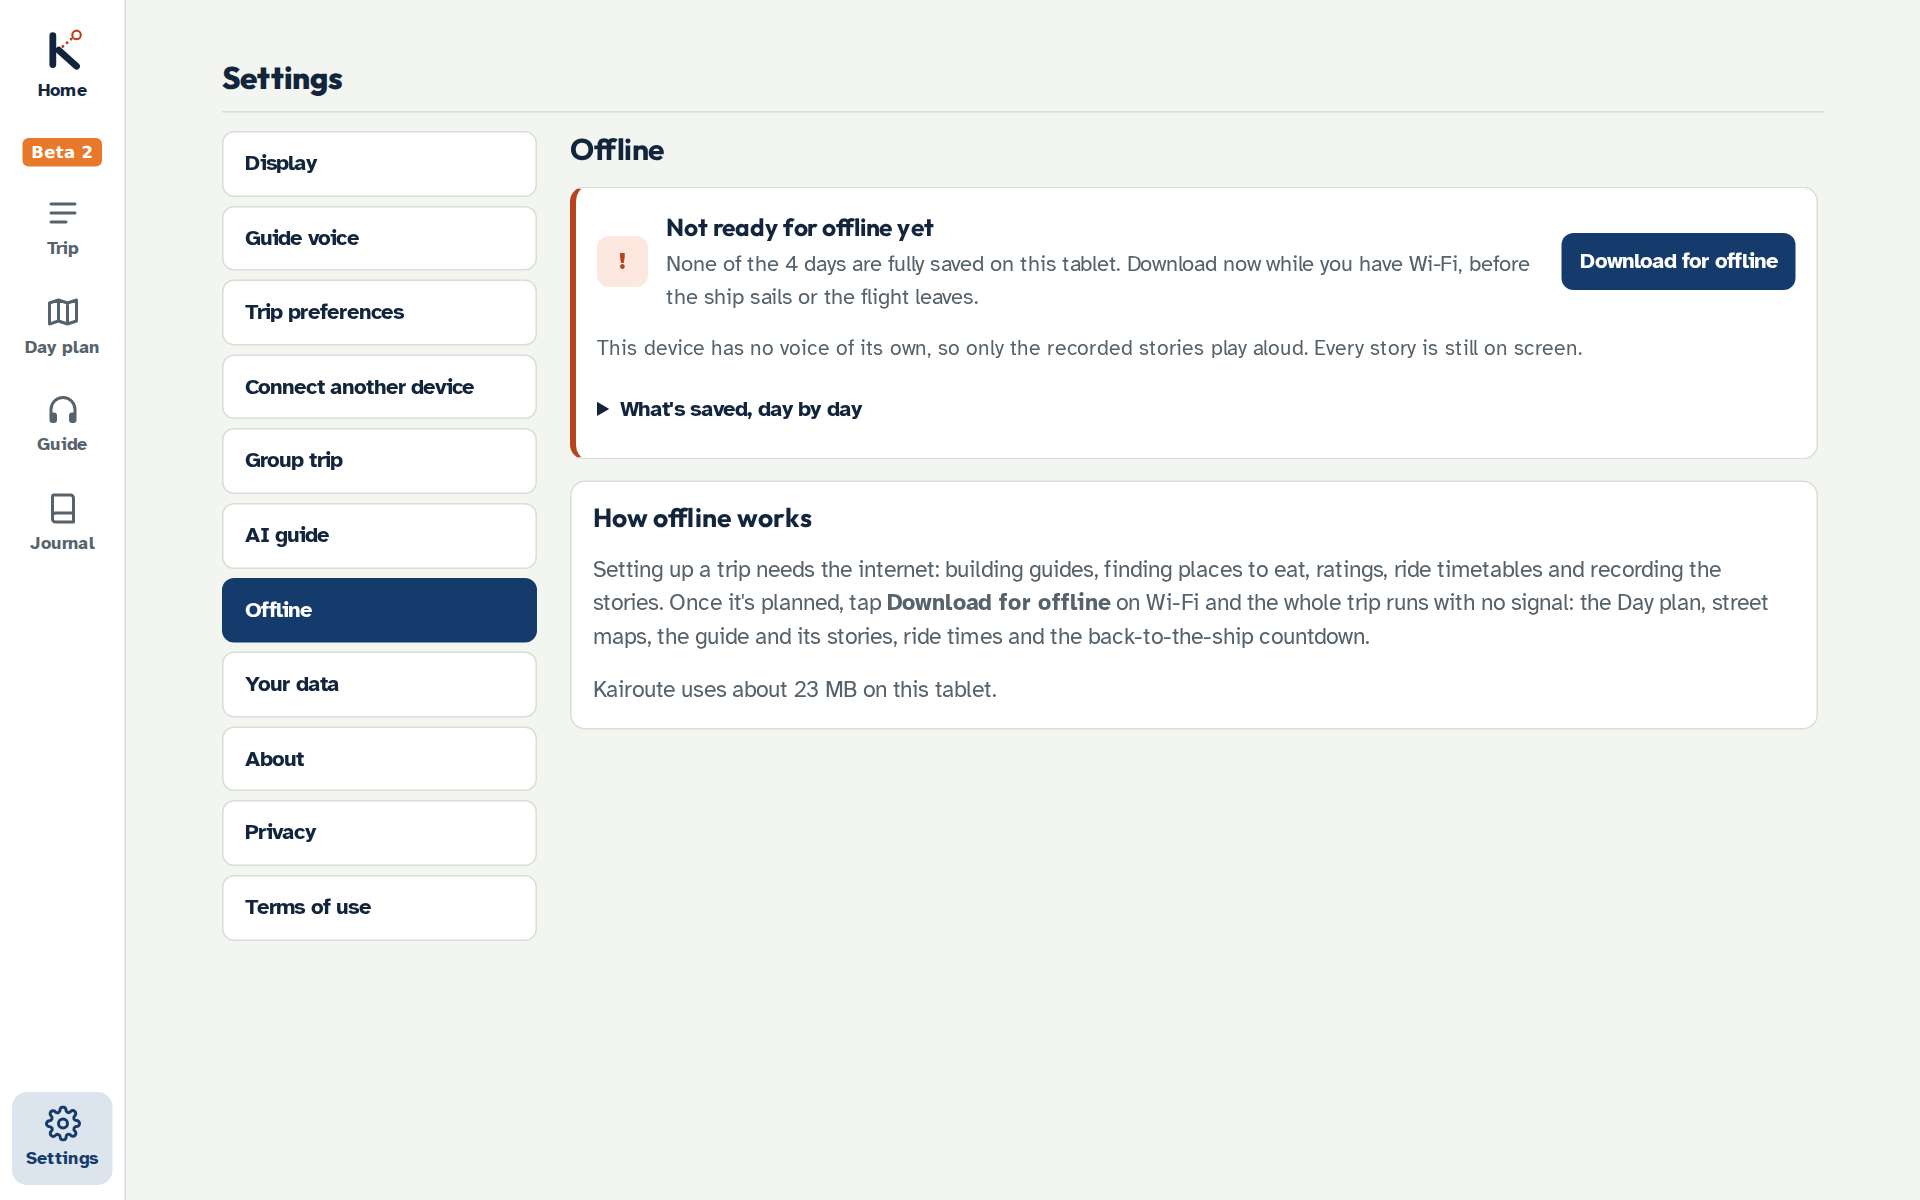 Home
Beta 2
Trip
Day plan
Guide
Journal
Settings
Settings
Display
Guide voice
Trip preferences
Connect another device
Group trip
AI guide
Offline
Your data
About
Privacy
Terms of use
Offline
Not ready for offline yet
None of the 4 days are fully saved on this tablet. Download now while you have Wi-Fi, before
the ship sails or the flight leaves.
Download for offline
This device has no voice of its own, so only the recorded stories play aloud. Every story is still on screen.
What's saved, day by day
How offline works
Setting up a trip needs the internet: building guides, finding places to eat, ratings, ride timetables and recording the
stories. Once it's planned, tap Download for offline on Wi-Fi and the whole trip runs with no signal: the Day plan, street
maps, the guide and its stories, ride times and the back-to-the-ship countdown.
Kairoute uses about 23 MB on this tablet.